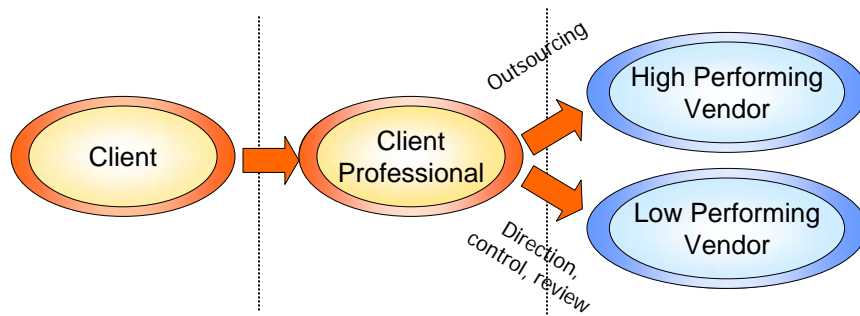 Client
Client
Professional
Outsourcing
High Performing
Vendor
Direction,
control, review
Low Performing
Vendor